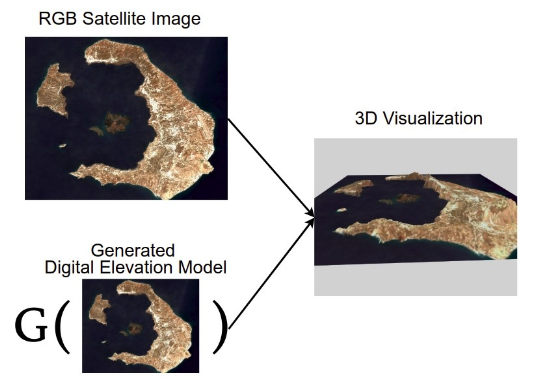 RGB Satellite Image
3D Visualization
Generated
Digital Elevation Model
G( )